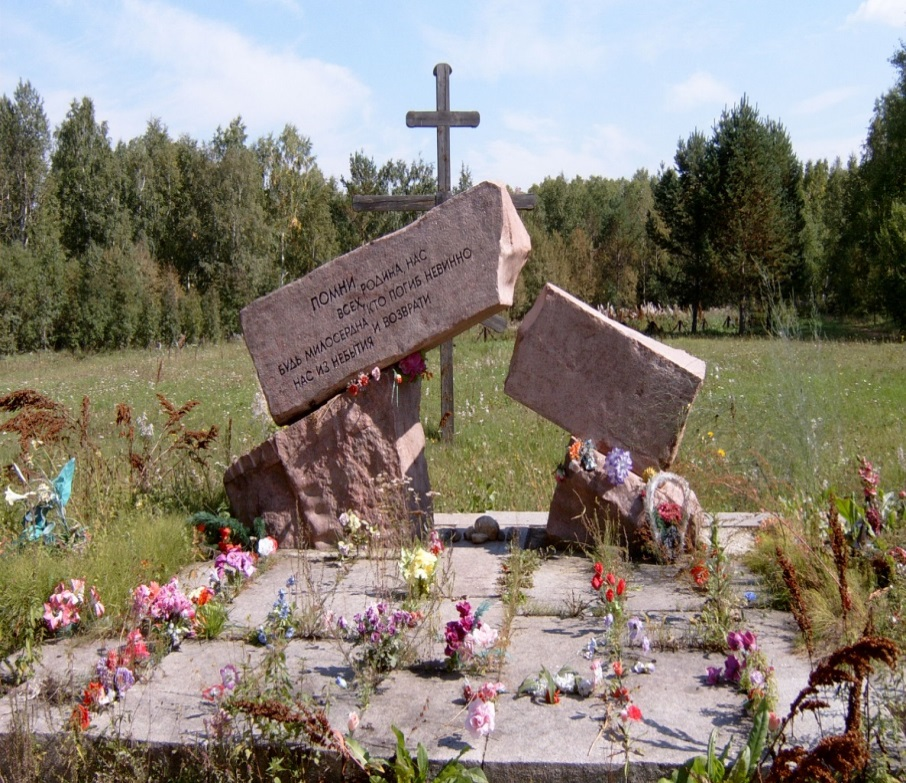 ПОМНИ
ВСЕХ, РОДИНА, НАС
КТО ПОГИБ НЕВИННО
БУДЬ МИЛОСЕРДНА
И ВОЗВРАТИ
НАС ИЗ НЕБЫТИЯ